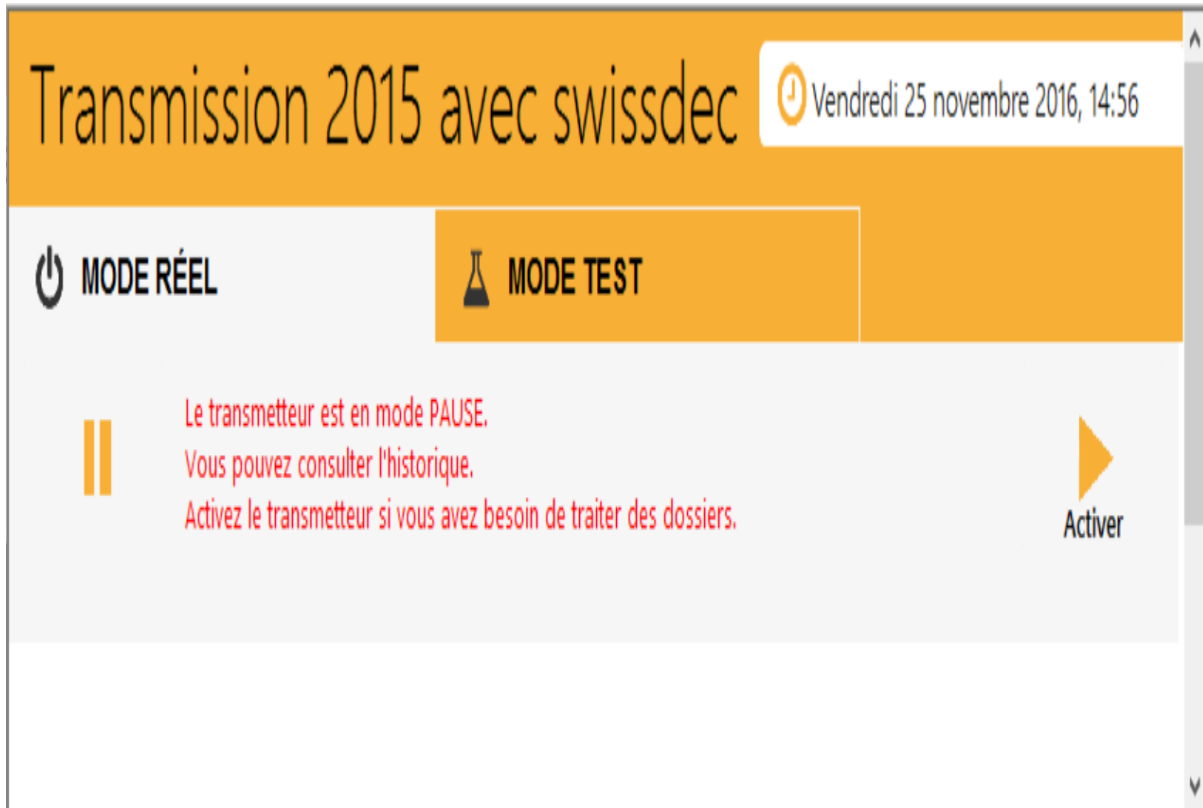 Transmission 2015 avec swissdec
Vendredi 25 novembre 2016, 14:56
MODE RÉEL
MODE TEST
Le transmetteur est en mode PAUSE.
Vous pouvez consulter l'historique.
Activez le transmetteur si vous avez besoin de traiter des dossiers.
Activer